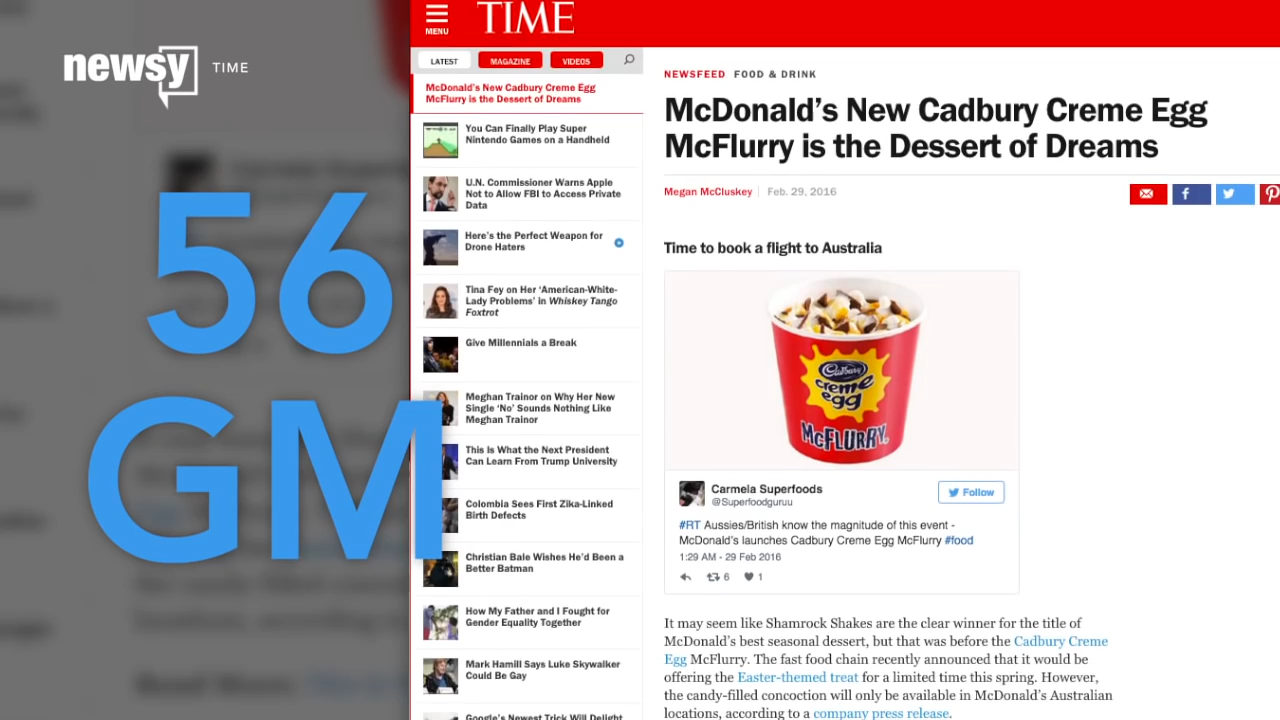 newsy TIME
56
GM
MENU
TIME
LATEST
MAGAZINE
VIDEOS
McDonald's New Cadbury Creme Egg
McFlurry is the Dessert of Dreams
You Can Finally Play Super
Nintendo Games on a Handheld
U.N. Commissioner Warns Apple
Not to Allow FBI to Access Private
Data
Here's the Perfect Weapon for
Drone Haters
Tina Fey on Her 'American-White-
Lady Problems' in Whiskey Tango
Foxtrot
Give Millennials a Break
Meghan Trainor on Why Her New
Single 'No' Sounds Nothing Like
Meghan Trainor
This Is What the Next President
Can Learn From Trump University
Colombia Sees First Zika-Linked
Birth Defects
Christian Bale Wishes He'd Been a
Better Batman
How My Father and I Fought for
Gender Equality Together
Mark Hamill Says Luke Skywalker
Could Be Gay
Google's Newest Trick Will Delight
NEWSFEED FOOD & DRINK
McDonald's New Cadbury Creme Egg
McFlurry is the Dessert of Dreams
Megan McCluskey | Feb. 29, 2016
Time to book a flight to Australia
Cadbury
creme
egg
McFLURRY
Carmela Superfoods
@Superfoodguruu
Follow
#RT Aussies/British know the magnitude of this event -
McDonald's launches Cadbury Creme Egg McFlurry #food
1:29 AM - 29 Feb 2016
6 1
It may seem like Shamrock Shakes are the clear winner for the title of
McDonald's best seasonal dessert, but that was before the Cadbury Creme
Egg McFlurry. The fast food chain recently announced that it would be
offering the Easter-themed treat for a limited time this spring. However,
the candy-filled concoction will only be available in McDonald's Australian
locations, according to a company press release.